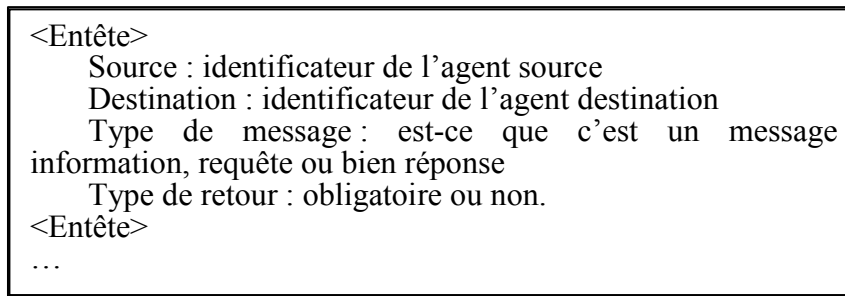 <Entête>
Source : identificateur de l’agent source
Destination : identificateur de l’agent destination
Type de message : est-ce que c’est un message
information, requête ou bien réponse
Type de retour : obligatoire ou non.
<Entête>
…